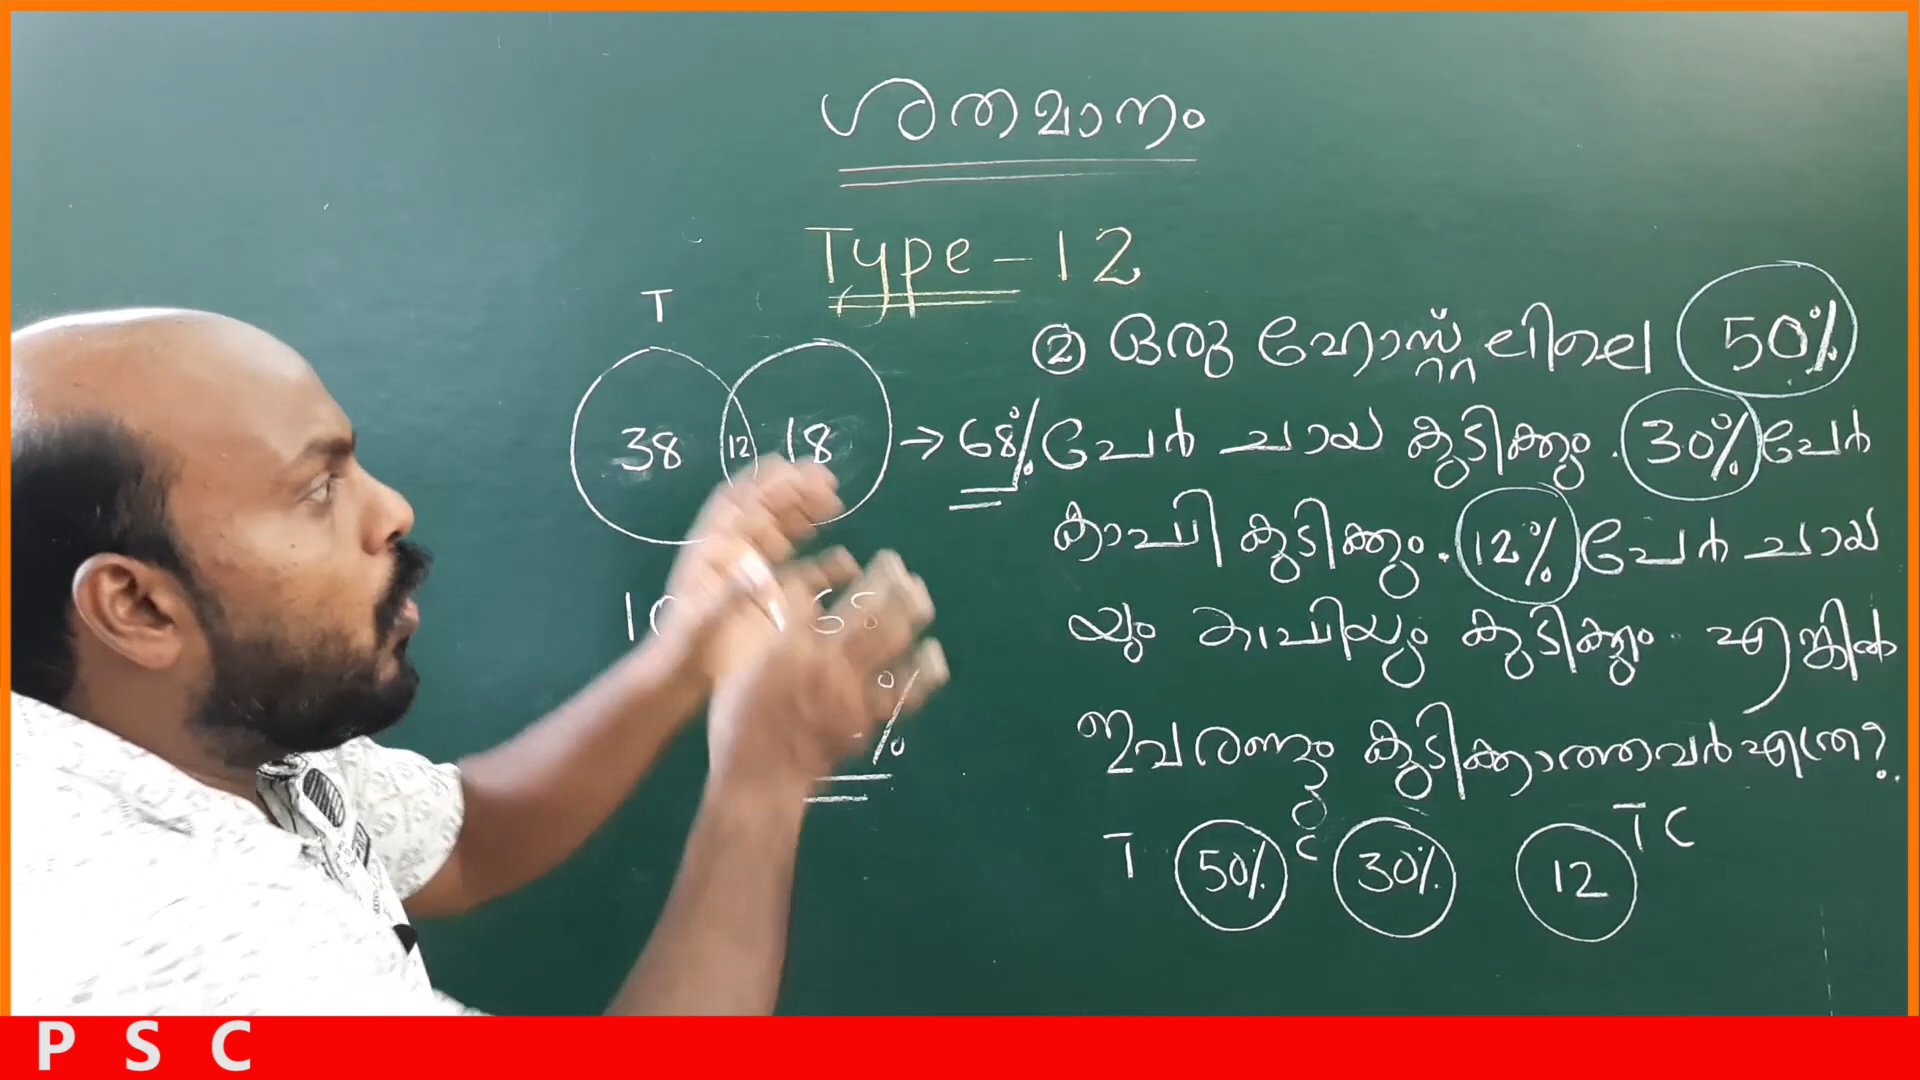 ശതമാനം
Type-12
② ഒരു ഹോസ്റ്റലിലെ 50%
പേർ ചായ കുടിക്കും. 30% പേർ
കാപ്പി കുടിക്കും. 12% പേർ ചായ
യും കാപ്പിയും കുടിക്കും. എങ്കിൽ
ഇവ രണ്ടും കുടിക്കാത്തവർ എത്ര?
T 50% C 30% 12 TC
T
38 12 18 → 68%
68
%
P S C